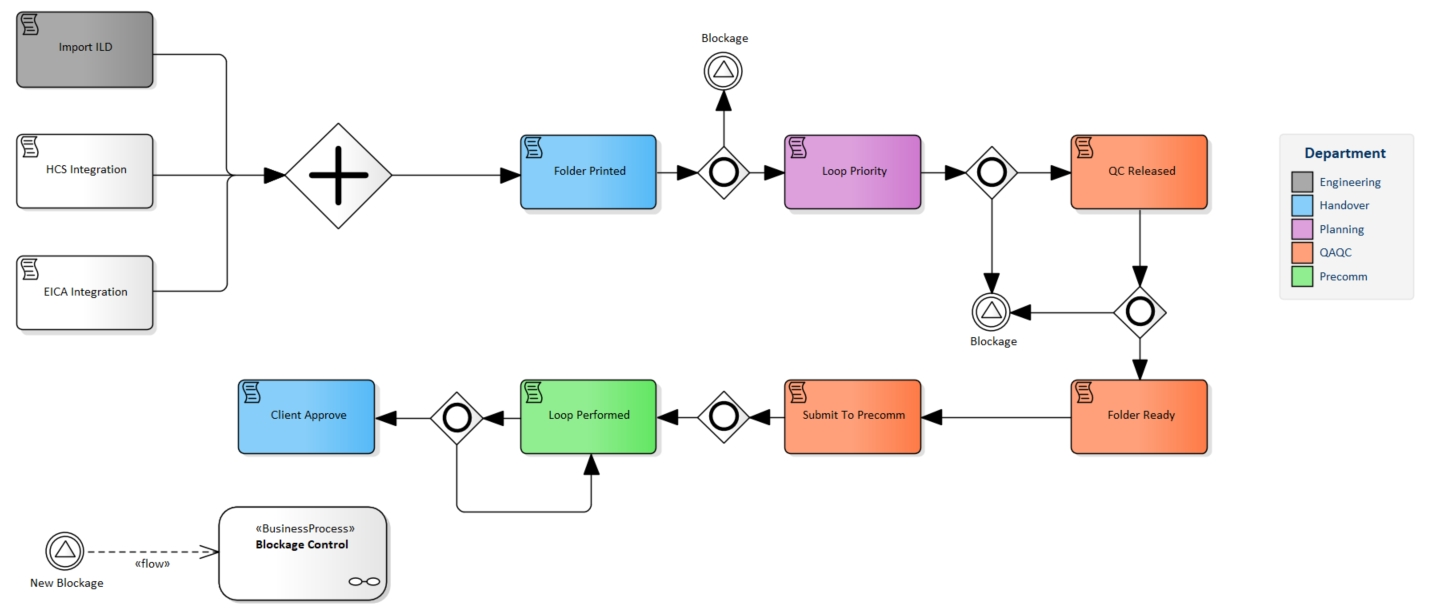 Import ILD
Blockage
HCS Integration
Folder Printed
Loop Priority
QC Released
Department
Engineering
Handover
Planning
QAQC
Precomm
EICA Integration
Blockage
Client Approve
Loop Performed
Submit To Precomm
Folder Ready
«BusinessProcess»
Blockage Control
«flow»
New Blockage